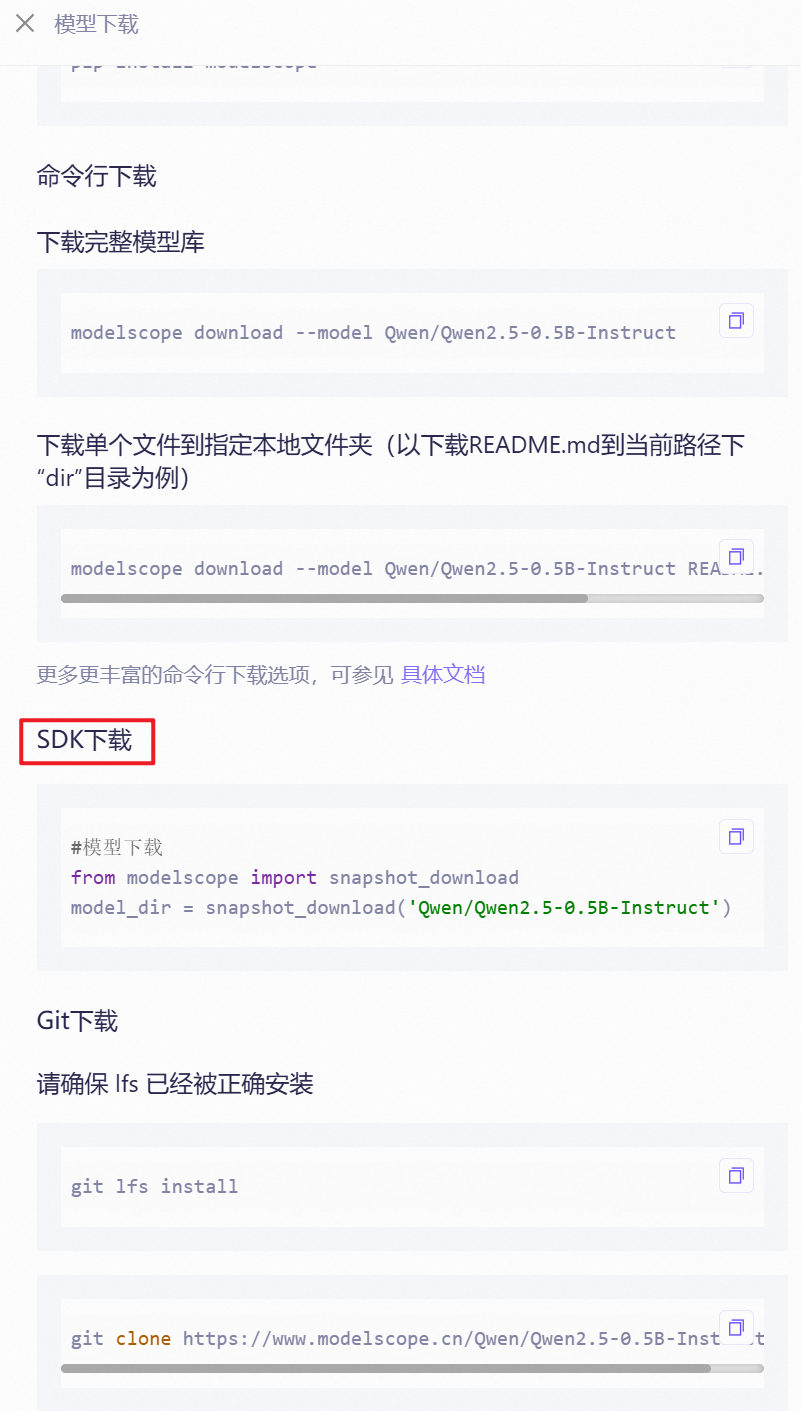 模型下载
pip install modelscope
命令行下载
下载完整模型库
modelscope download --model Qwen/Qwen2.5-0.5B-Instruct
下载单个文件到指定本地文件夹（以下载README.md到当前路径下
“dir”目录为例）
modelscope download --model Qwen/Qwen2.5-0.5B-Instruct README.
更多更丰富的命令行下载选项，可参见 具体文档
SDK下载
#模型下载
from modelscope import snapshot_download
model_dir = snapshot_download('Qwen/Qwen2.5-0.5B-Instruct')
Git下载
请确保 lfs 已经被正确安装
git lfs install
git clone https://www.modelscope.cn/Qwen/Qwen2.5-0.5B-Instruct